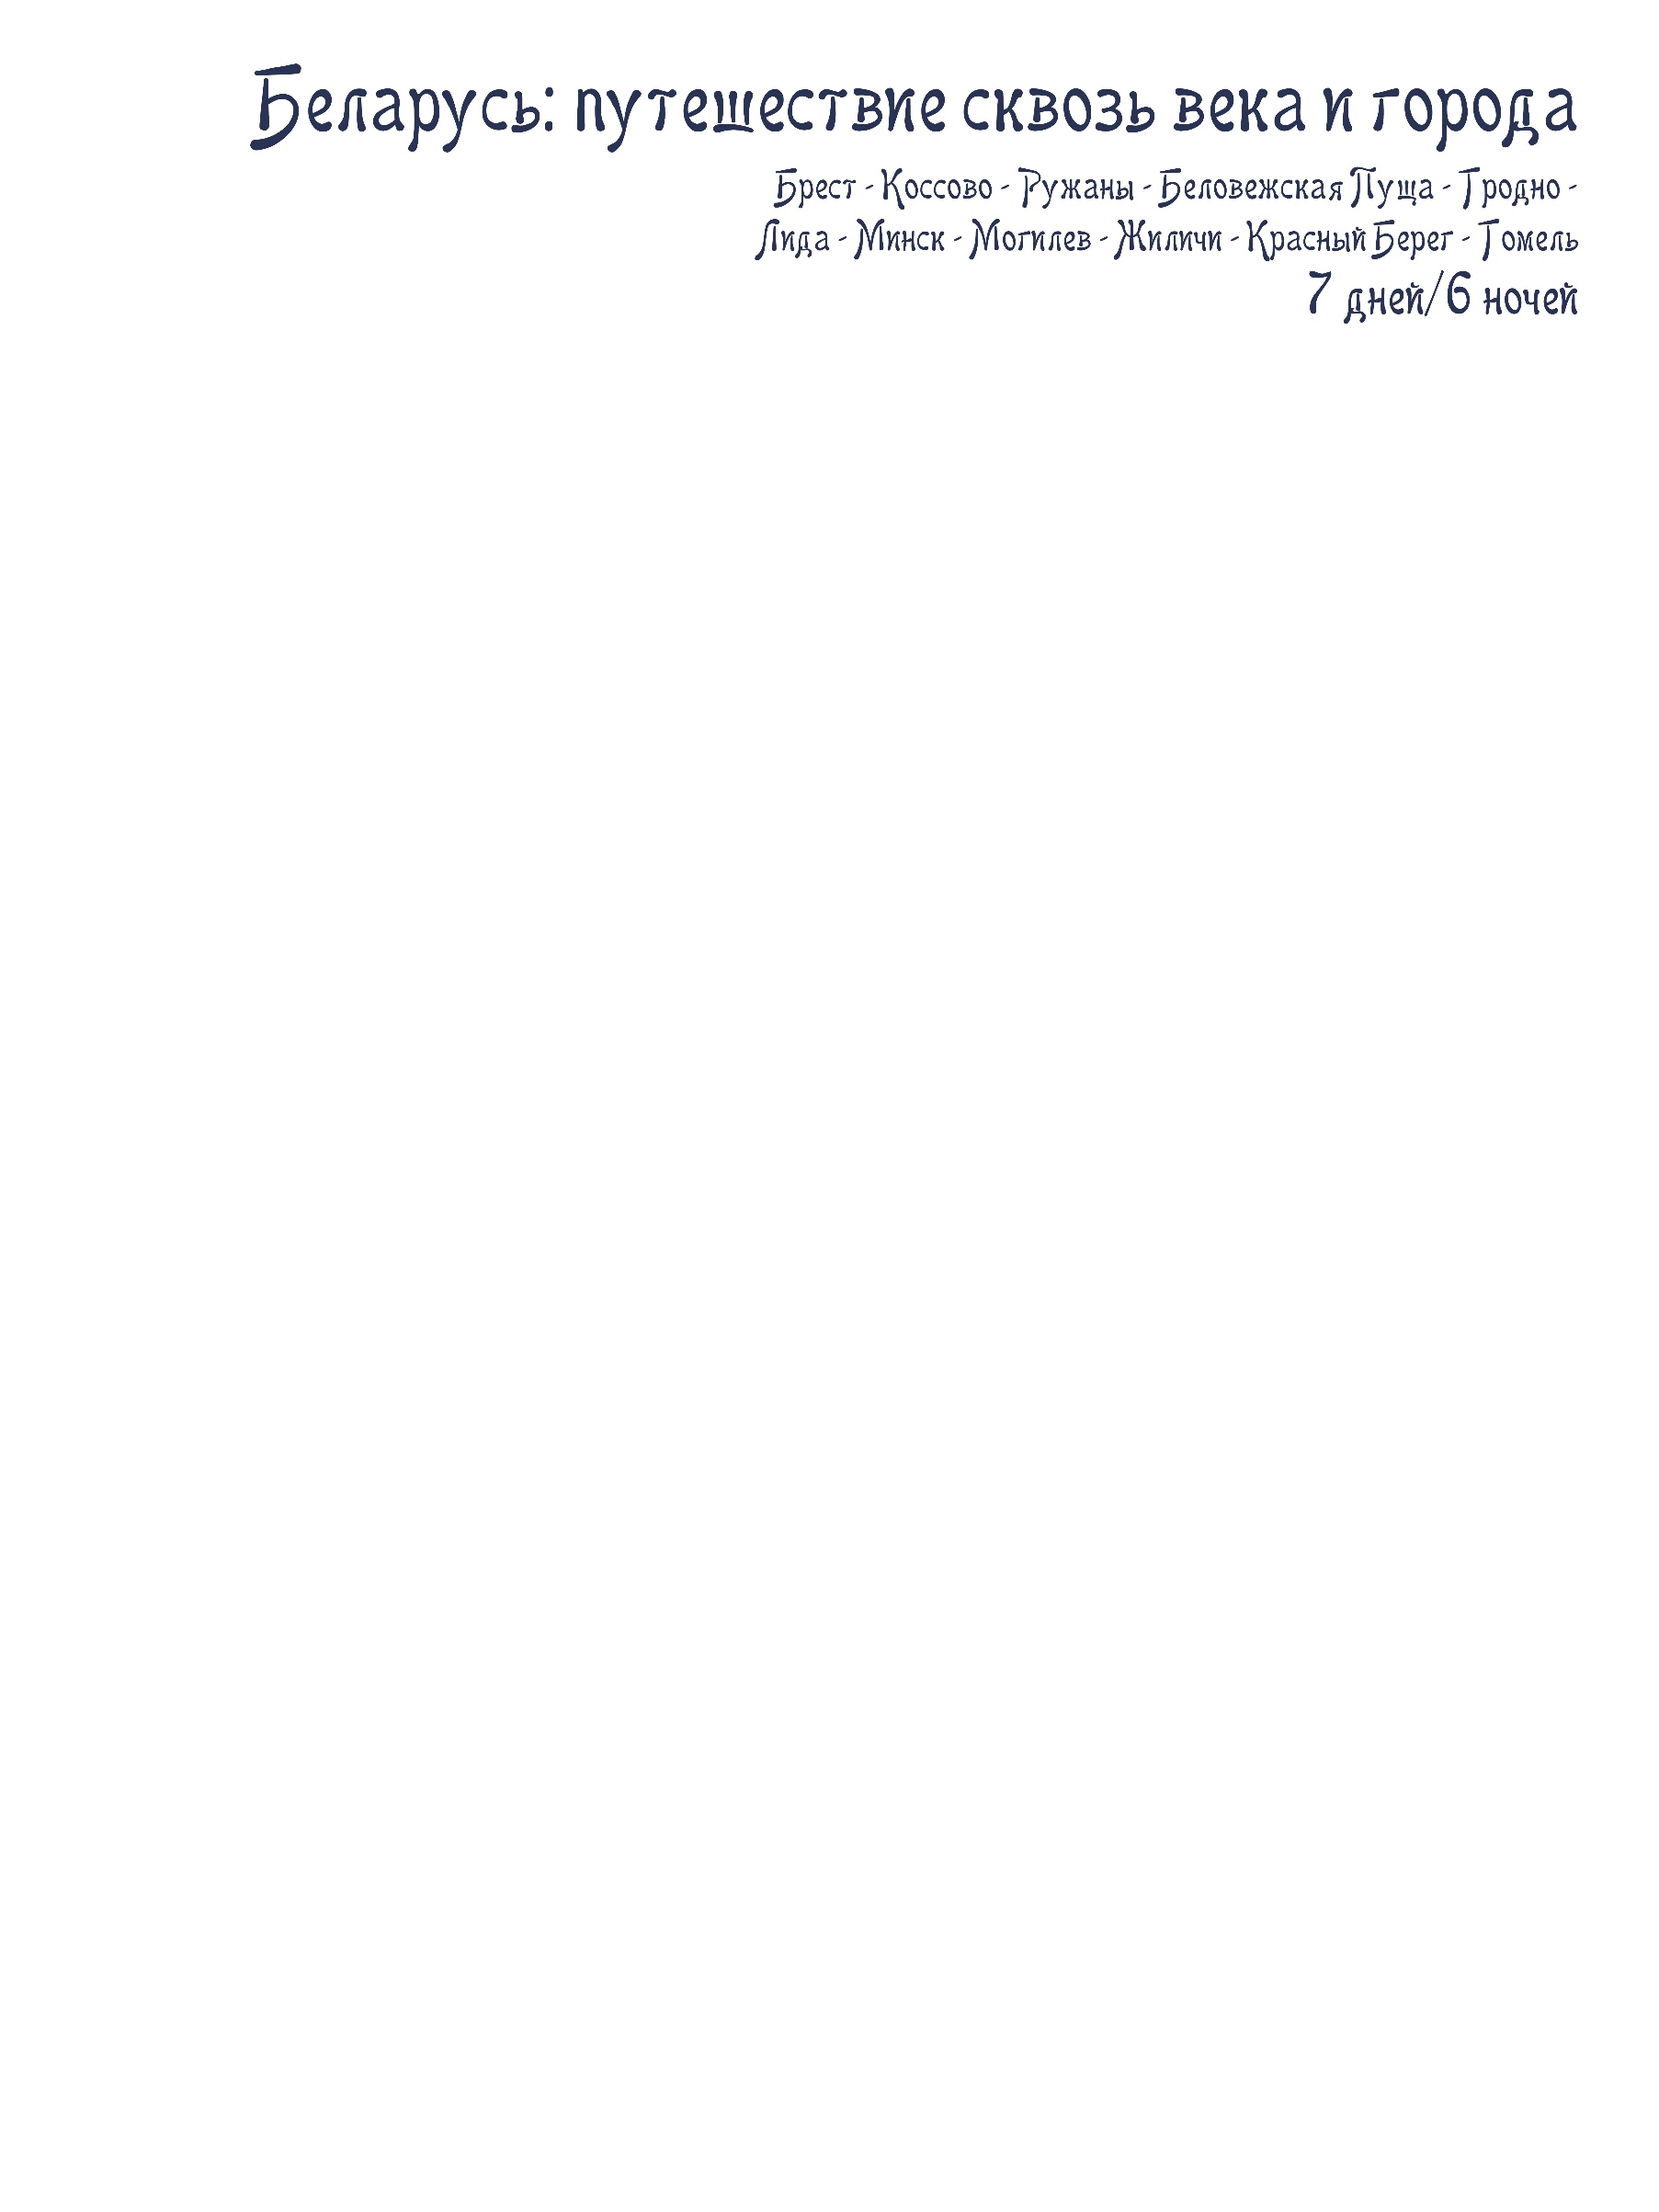 Беларусь: путешествие сквозь века и города
Брест - Коссово - Ружаны - Беловежская Пуща - Гродно -
Лида - Минск - Могилев - Жиличи - Красный Берег - Гомель
7 дней/6 ночей